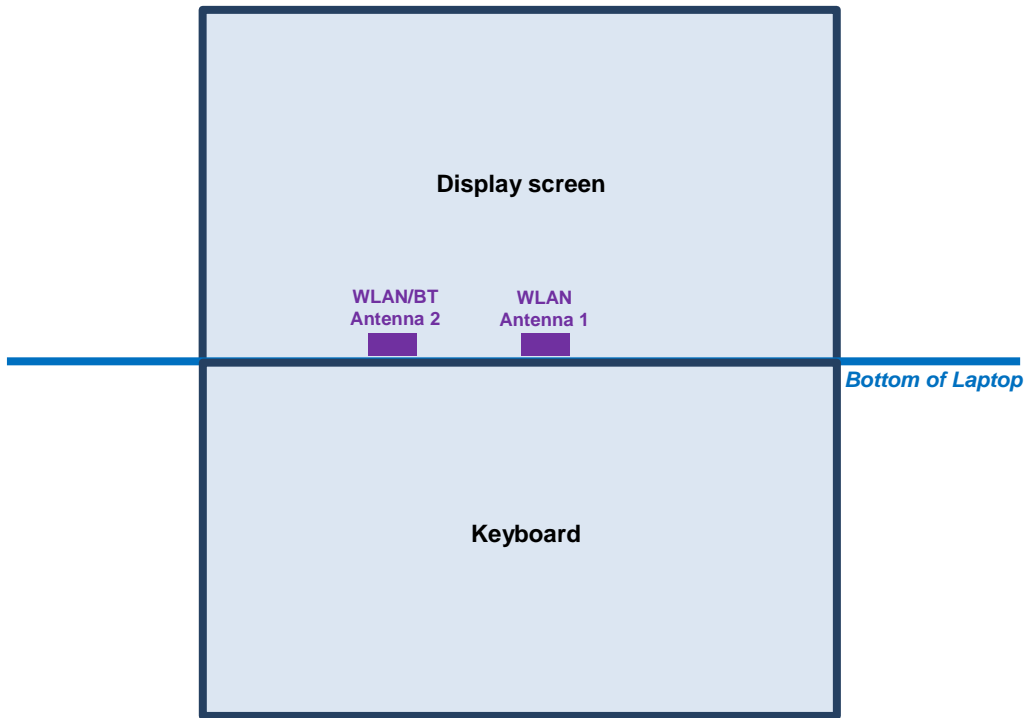 Display screen
WLAN/BT
Antenna 2
WLAN
Antenna 1
Bottom of Laptop
Keyboard